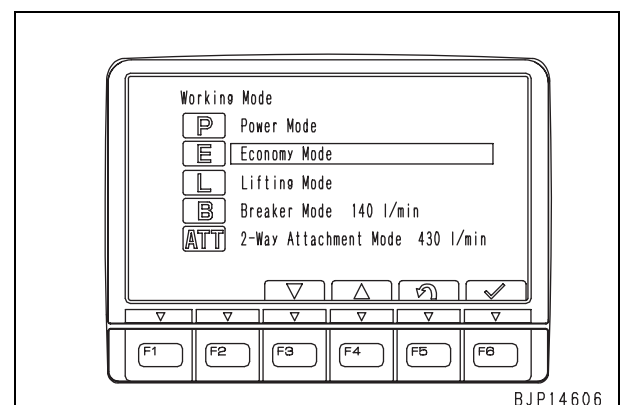 Working Mode
P Power Mode
E Economy Mode
L Lifting Mode
B Breaker Mode 140 l/min
ATT 2-Way Attachment Mode 430 l/min
F1 F2 F3 F4 F5 F6
BJP14606